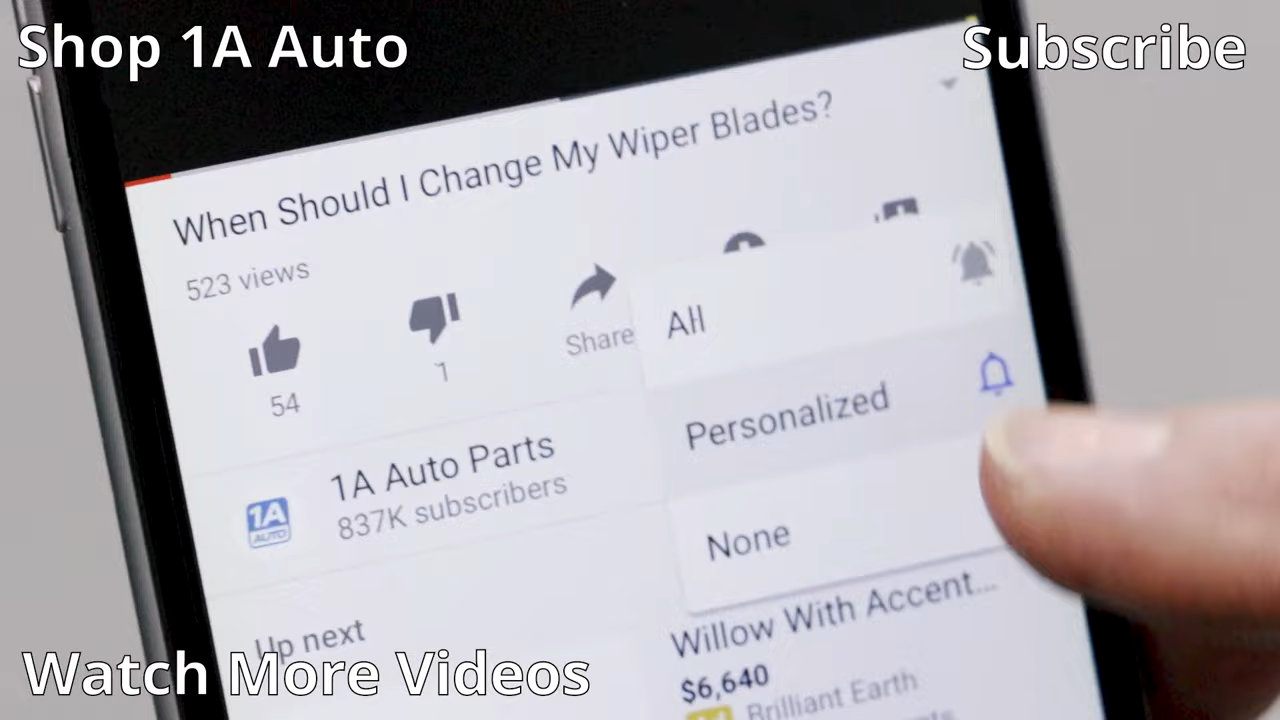 Shop 1A Auto
Subscribe
When Should I Change My Wiper Blades?
523 views
54
1
Share
All
Personalized
None
1A
AUTO
1A Auto Parts
837K subscribers
Up next
Willow With Accent...
$6,640
Brilliant Earth
Watch More Videos